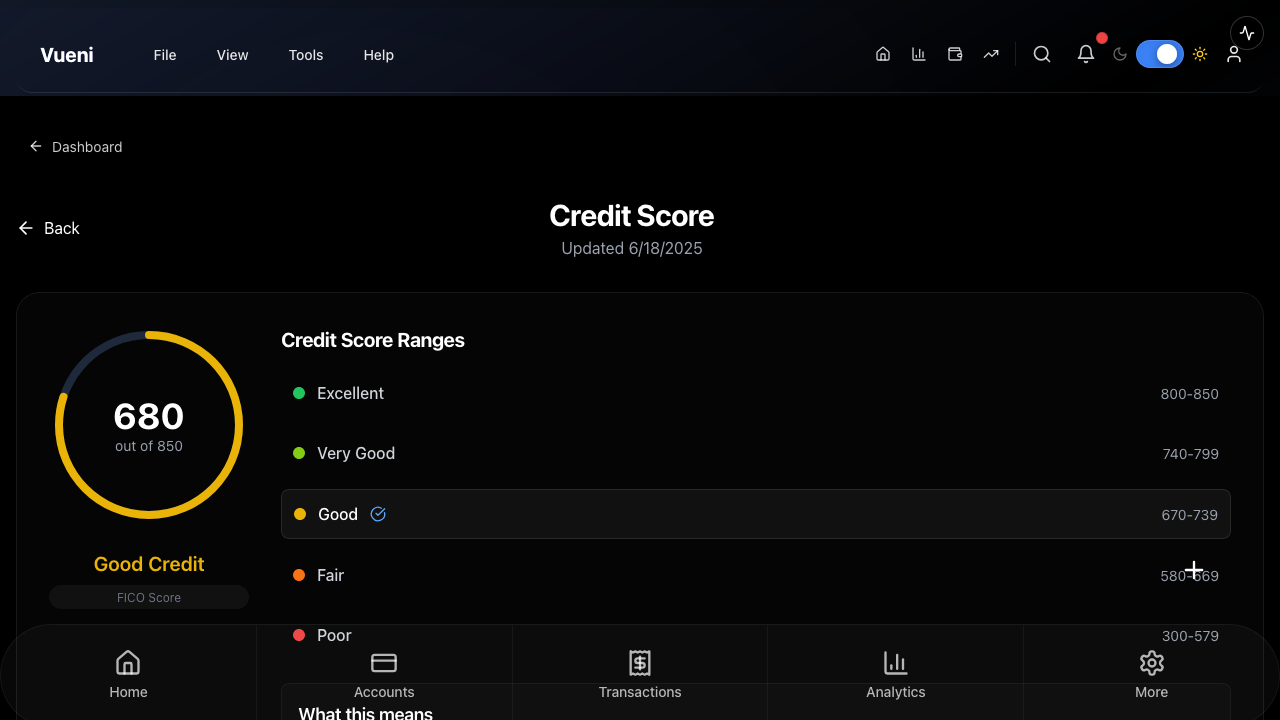 Vueni
File
View
Tools
Help
Dashboard
Back
Credit Score
Updated 6/18/2025
680
out of 850
Good Credit
FICO Score
Credit Score Ranges
Excellent 800-850
Very Good 740-799
Good 670-739
Fair 580-669
Poor 300-579
What this means
Home
Accounts
Transactions
Analytics
More